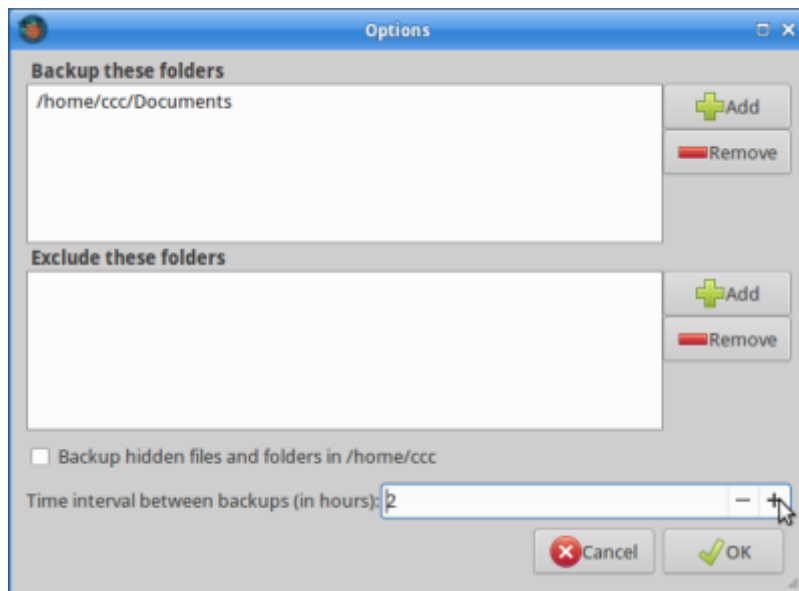 Options
Backup these folders
/home/ccc/Documents
Add
Remove
Exclude these folders
Add
Remove
Backup hidden files and folders in /home/ccc
Time interval between backups (in hours): 2
Cancel OK